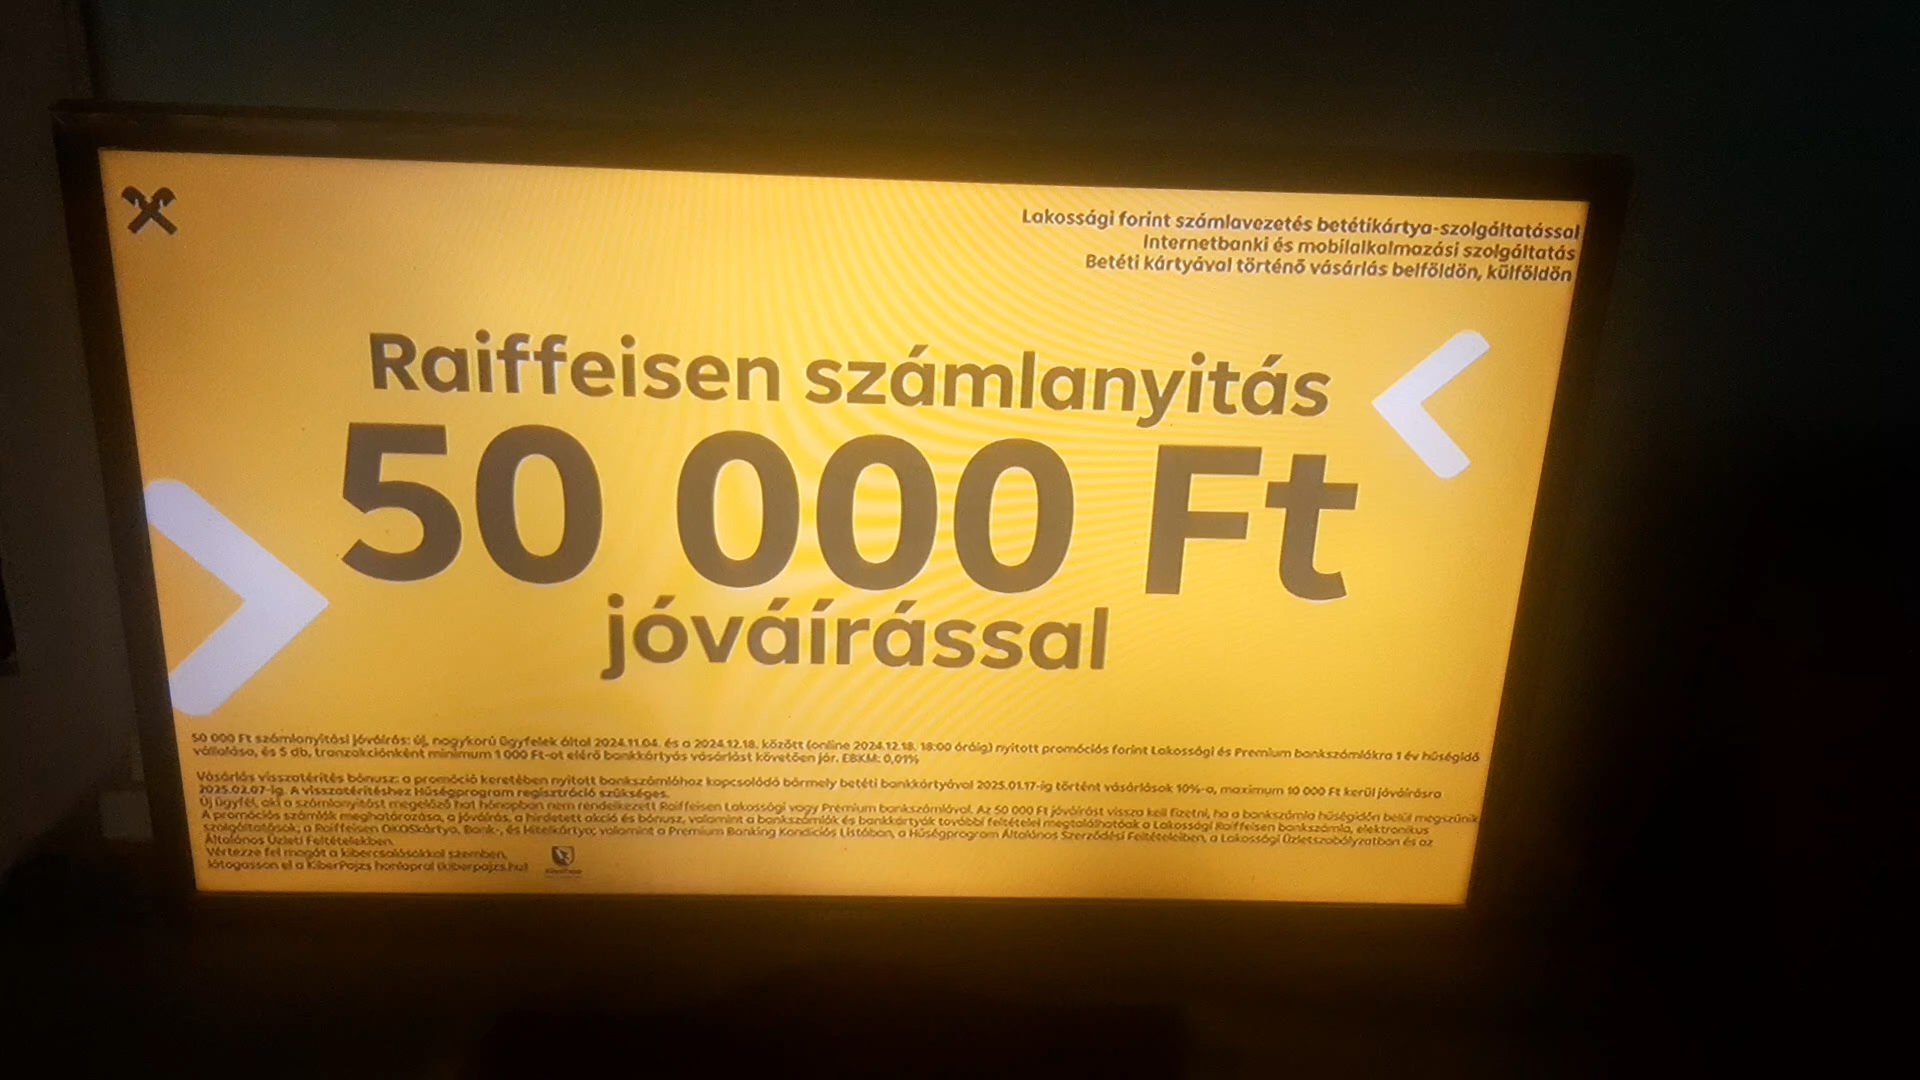 Lakossági forint számlavezetés betétikártya-szolgáltatással
Internetbanki és mobilalkalmazási szolgáltatás
Betéti kártyával történő vásárlás belföldön, külföldön
Raiffeisen számlanyitás
50 000 Ft
jóváírással
50 000 Ft számlanyitási jóváírás: új, nagykorú ügyfelek által 2024.11.04. és a 2024.12.18. között (online 2024.12.18. 18:00 óráig) nyitott promóciós forint Lakossági és Premium bankszámlákra 1 év hűségidő
vállalása, és 5 db, tranzakciónként minimum 1 000 Ft-ot elérő bankkártyás vásárlást követően jár. EBKM: 0,01%
Vásárlás visszatérítés bónusz: a promóció keretében nyitott bankszámlához kapcsolódó bármely betéti bankkártyával 2025.01.17-ig történt vásárlások 10%-a, maximum 10 000 Ft kerül jóváírásra
2025.02.07-ig. A visszatérítéshez Hűségprogram regisztráció szükséges.
Új ügyfél, aki a számlanyitást megelőző hat hónapban nem rendelkezett Raiffeisen Lakossági vagy Prémium bankszámlával. Az 50 000 Ft jóváírást vissza kell fizetni, ha a bankszámla hűségidőn belül megszűnik.
A promóciós számlák meghatározása, a jóváírás, a hirdetett akció és bónusz, valamint a bankszámlák és bankkártyák további feltételei megtalálhatóak a Lakossági Raiffeisen bankszámla, elektronikus
szolgáltatások; a Raiffeisen OKOSkártya, Bank-, és Hitelkártya; valamint a Premium Banking Kondíciós Listában, a Hűségprogram Általános Szerződési Feltételeiben, a Lakossági Üzletszabályzatban és az
Általános Üzleti Feltételekben.
Vértezze fel magát a kibercsalásokkal szemben,
látogasson el a KiberPajzs honlapra! (kiberpajzs.hu)